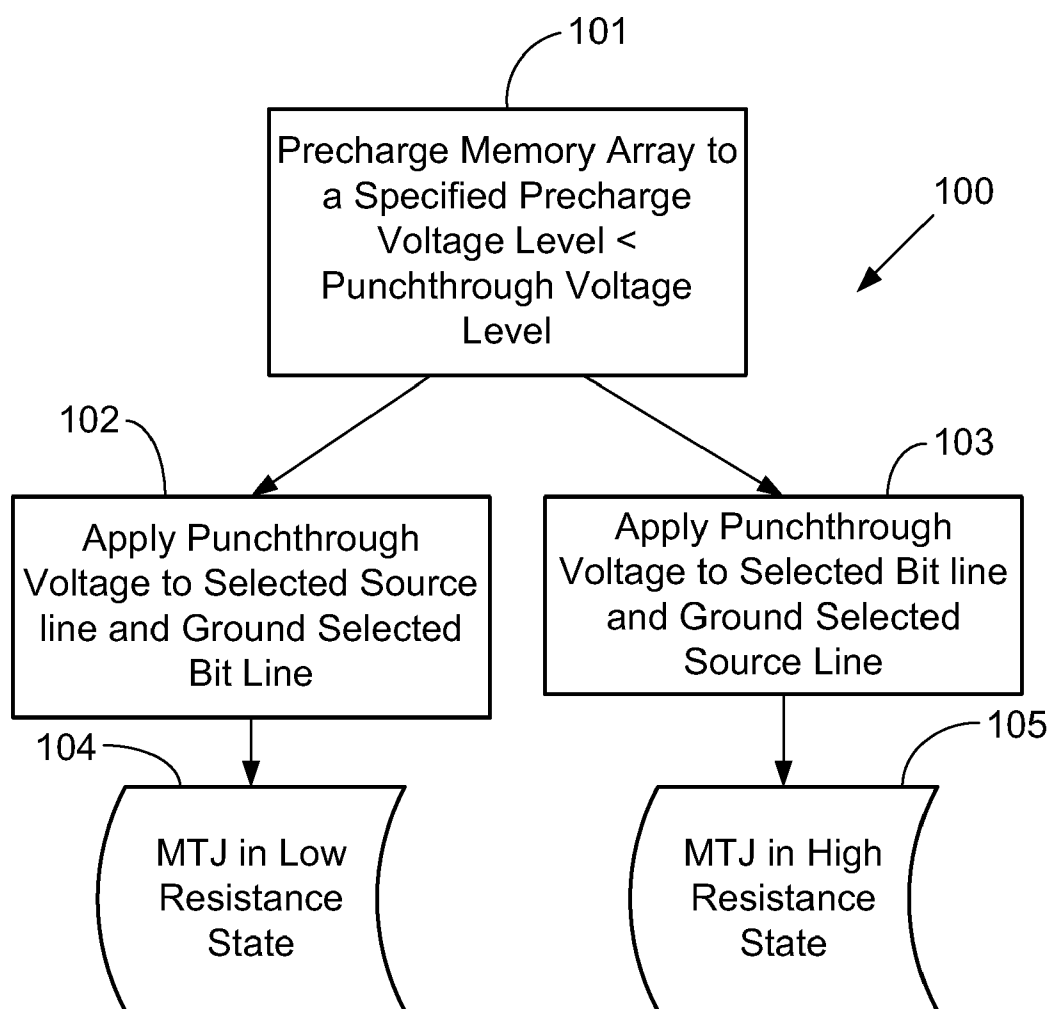 101
Precharge Memory Array to
a Specified Precharge
Voltage Level <
Punchthrough Voltage
Level
100
102
Apply Punchthrough
Voltage to Selected Source
line and Ground Selected
Bit Line
103
Apply Punchthrough
Voltage to Selected Bit line
and Ground Selected
Source Line
104
MTJ in Low
Resistance
State
105
MTJ in High
Resistance
State